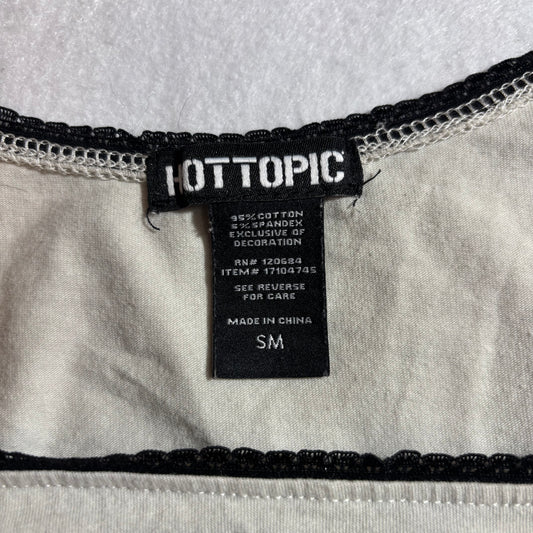 HOTTOPIC
95% COTTON
5% SPANDEX
EXCLUSIVE OF
DECORATION
RN# 120684
ITEM# 17104745
SEE REVERSE
FOR CARE
MADE IN CHINA
SM